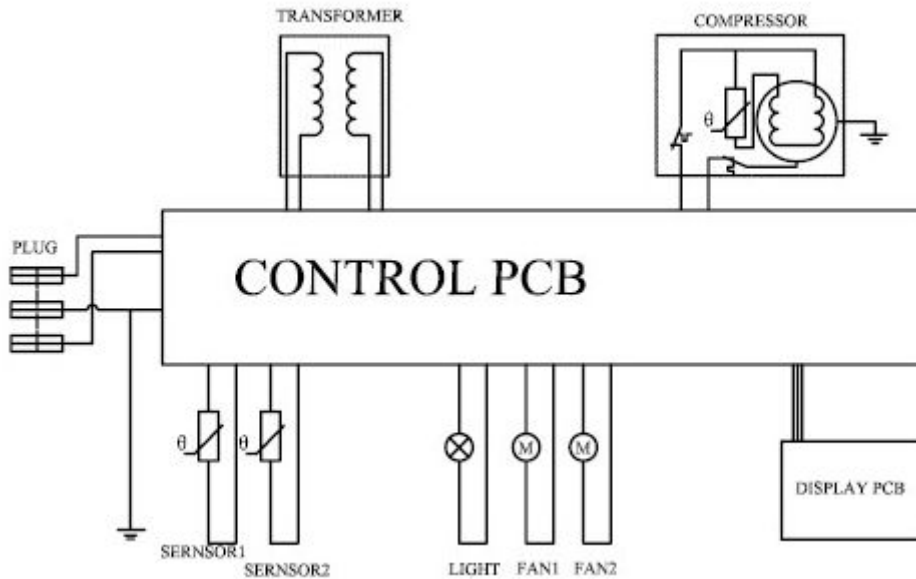 TRANSFORMER
COMPRESSOR
θ
PLUG
CONTROL PCB
θ
θ
M
M
DISPLAY PCB
SERNSOR1
SERNSOR2
LIGHT
FAN1
FAN2